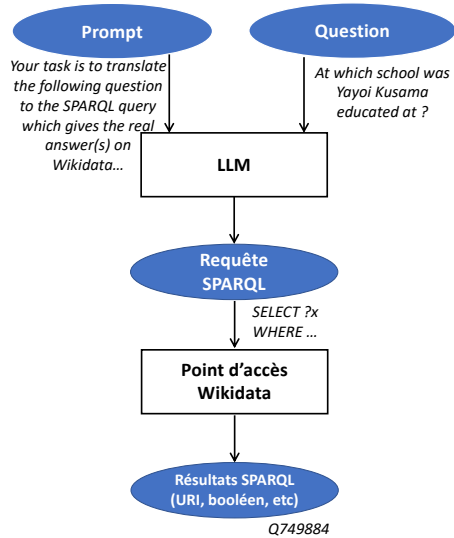 Prompt
Question
Your task is to translate
the following question
to the SPARQL query
which gives the real
answer(s) on
Wikidata…
At which school was
Yayoi Kusama
educated at ?
LLM
Requête
SPARQL
SELECT ?x
WHERE …
Point d'accès
Wikidata
Résultats SPARQL
(URI, booléen, etc)
Q749884